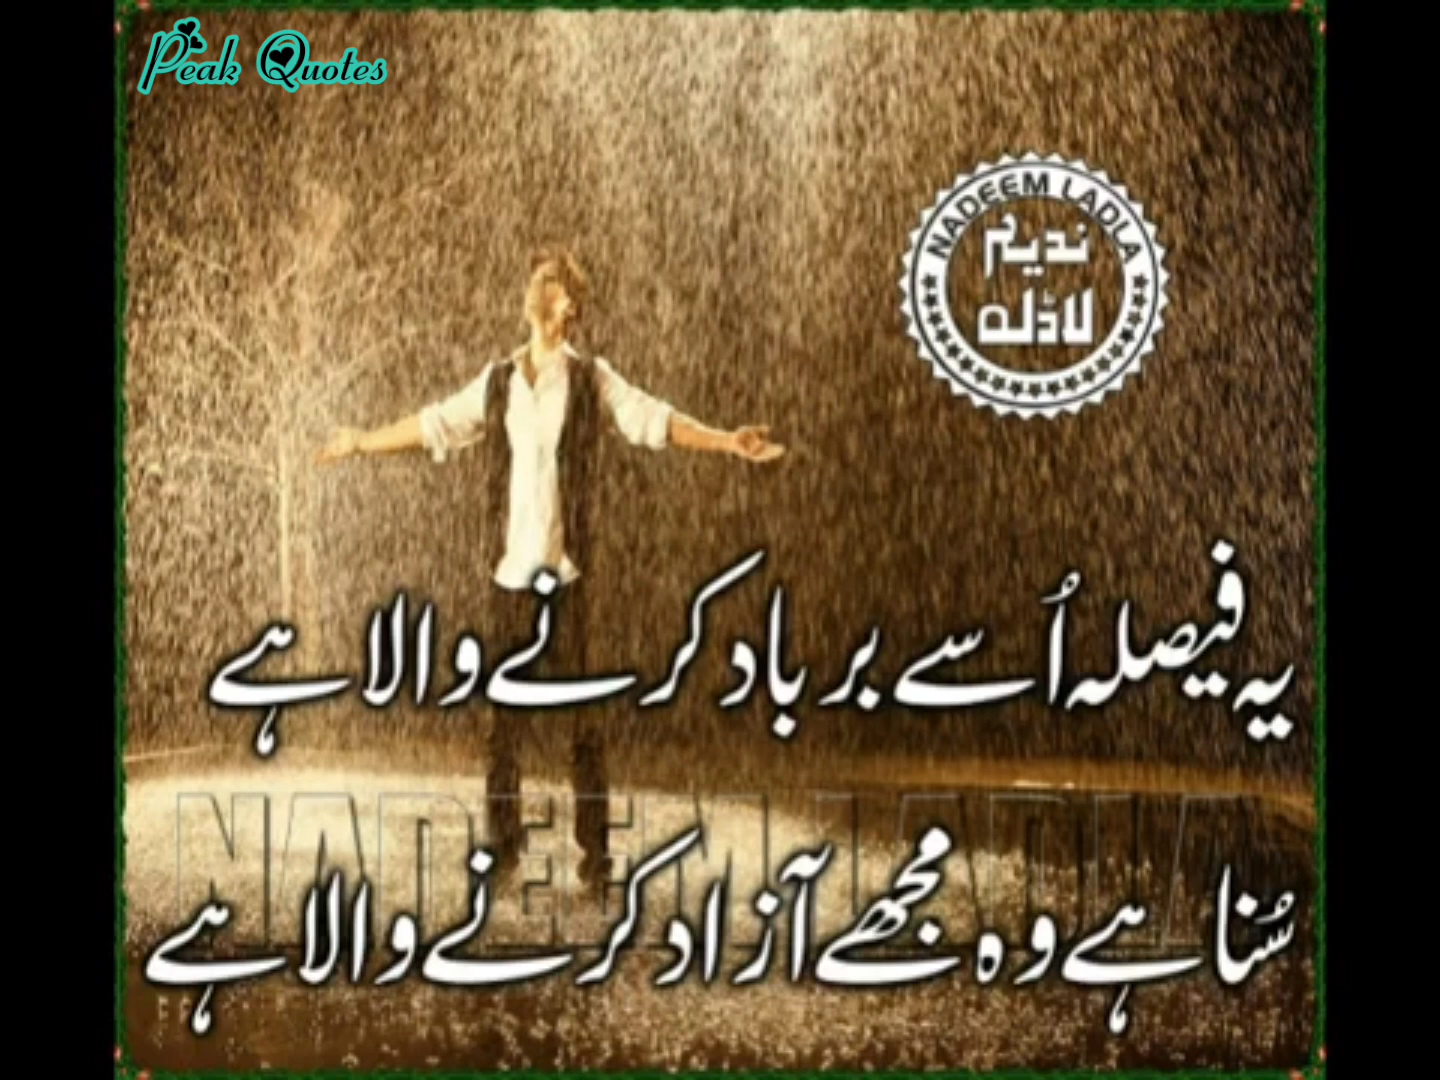 Peak Quotes
NADEEM LADLA
ندیم
لاڈلہ
یہ فیصلہ اُسے برباد کرنے والا ہے
NADEEM LADLA
سُنا ہے وہ مجھے آزاد کرنے والا ہے